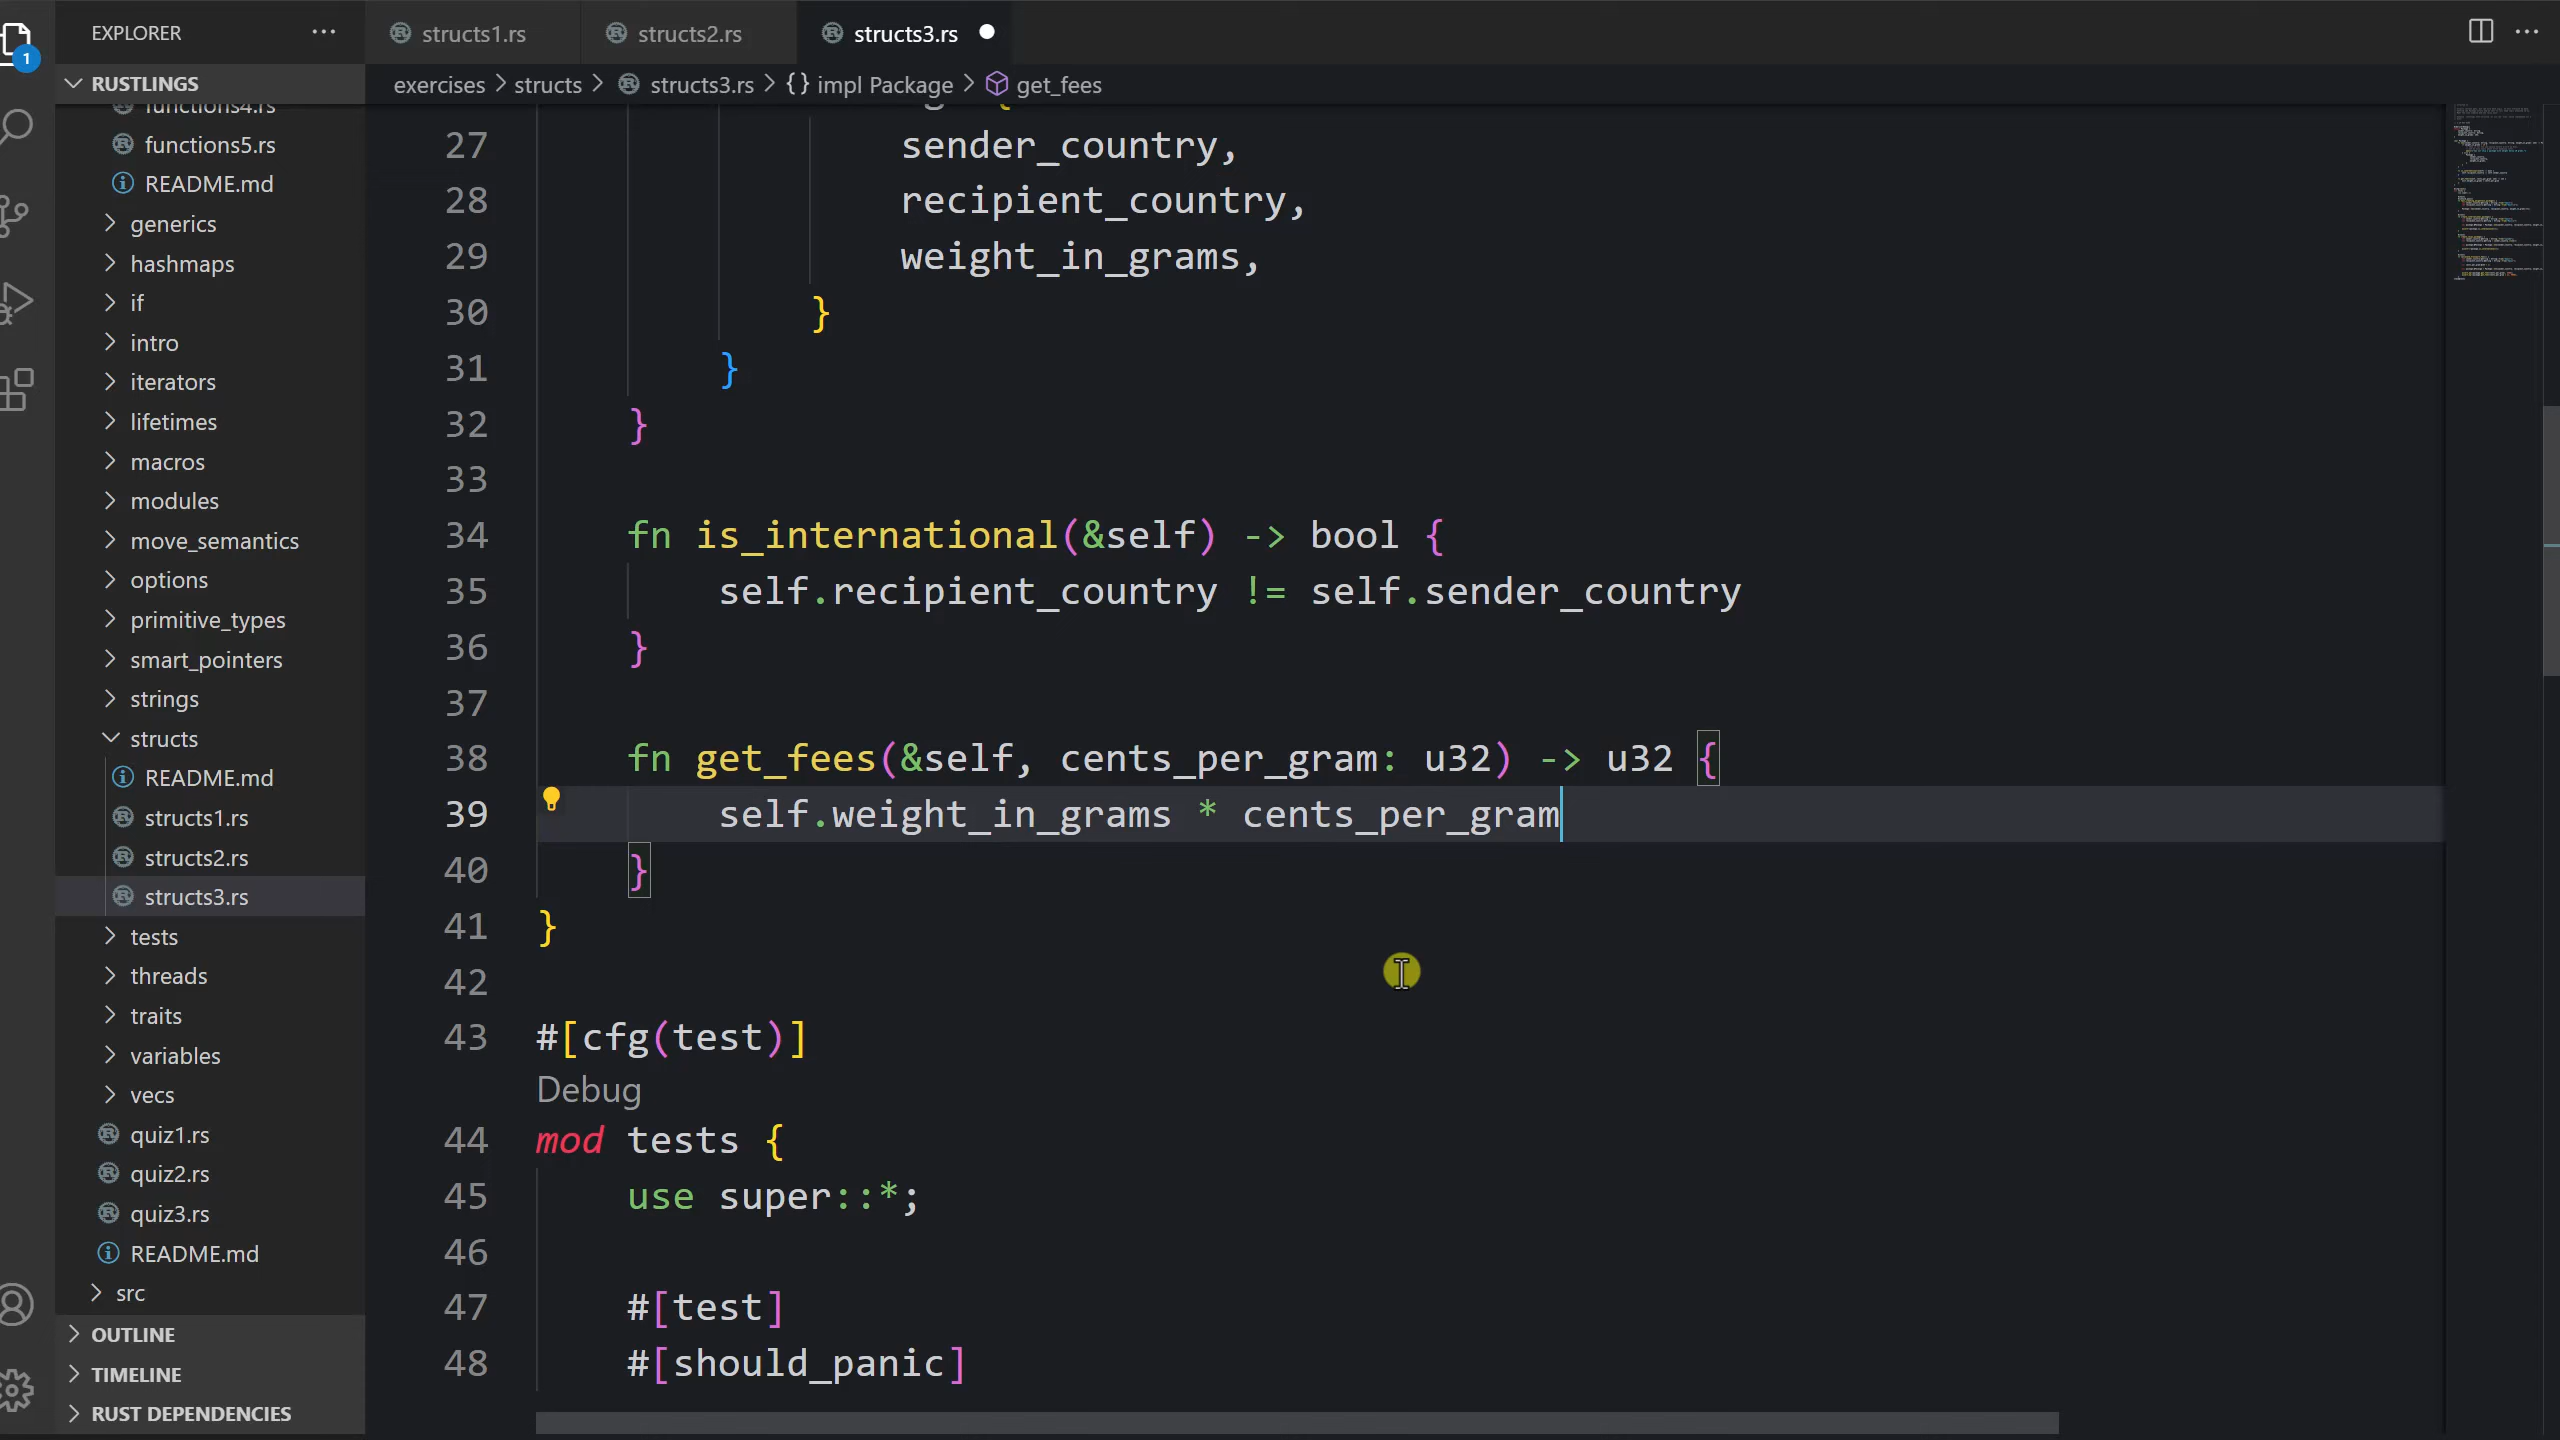 1
EXPLORER
RUSTLINGS
functions4.rs
functions5.rs
README.md
generics
hashmaps
if
intro
iterators
lifetimes
macros
modules
move_semantics
options
primitive_types
smart_pointers
strings
structs
README.md
structs1.rs
structs2.rs
structs3.rs
tests
threads
traits
variables
vecs
quiz1.rs
quiz2.rs
quiz3.rs
README.md
src
OUTLINE
TIMELINE
RUST DEPENDENCIES
structs1.rs structs2.rs structs3.rs
exercises > structs > structs3.rs > {} impl Package > get_fees
27 sender_country,
28 recipient_country,
29 weight_in_grams,
30 }
31 }
32 }
33
34 fn is_international(&self) -> bool {
35 self.recipient_country != self.sender_country
36 }
37
38 fn get_fees(&self, cents_per_gram: u32) -> u32 {
39 self.weight_in_grams * cents_per_gram
40 }
41 }
42
43 #[cfg(test)]
Debug
44 mod tests {
45 use super::*;
46
47 #[test]
48 #[should_panic]